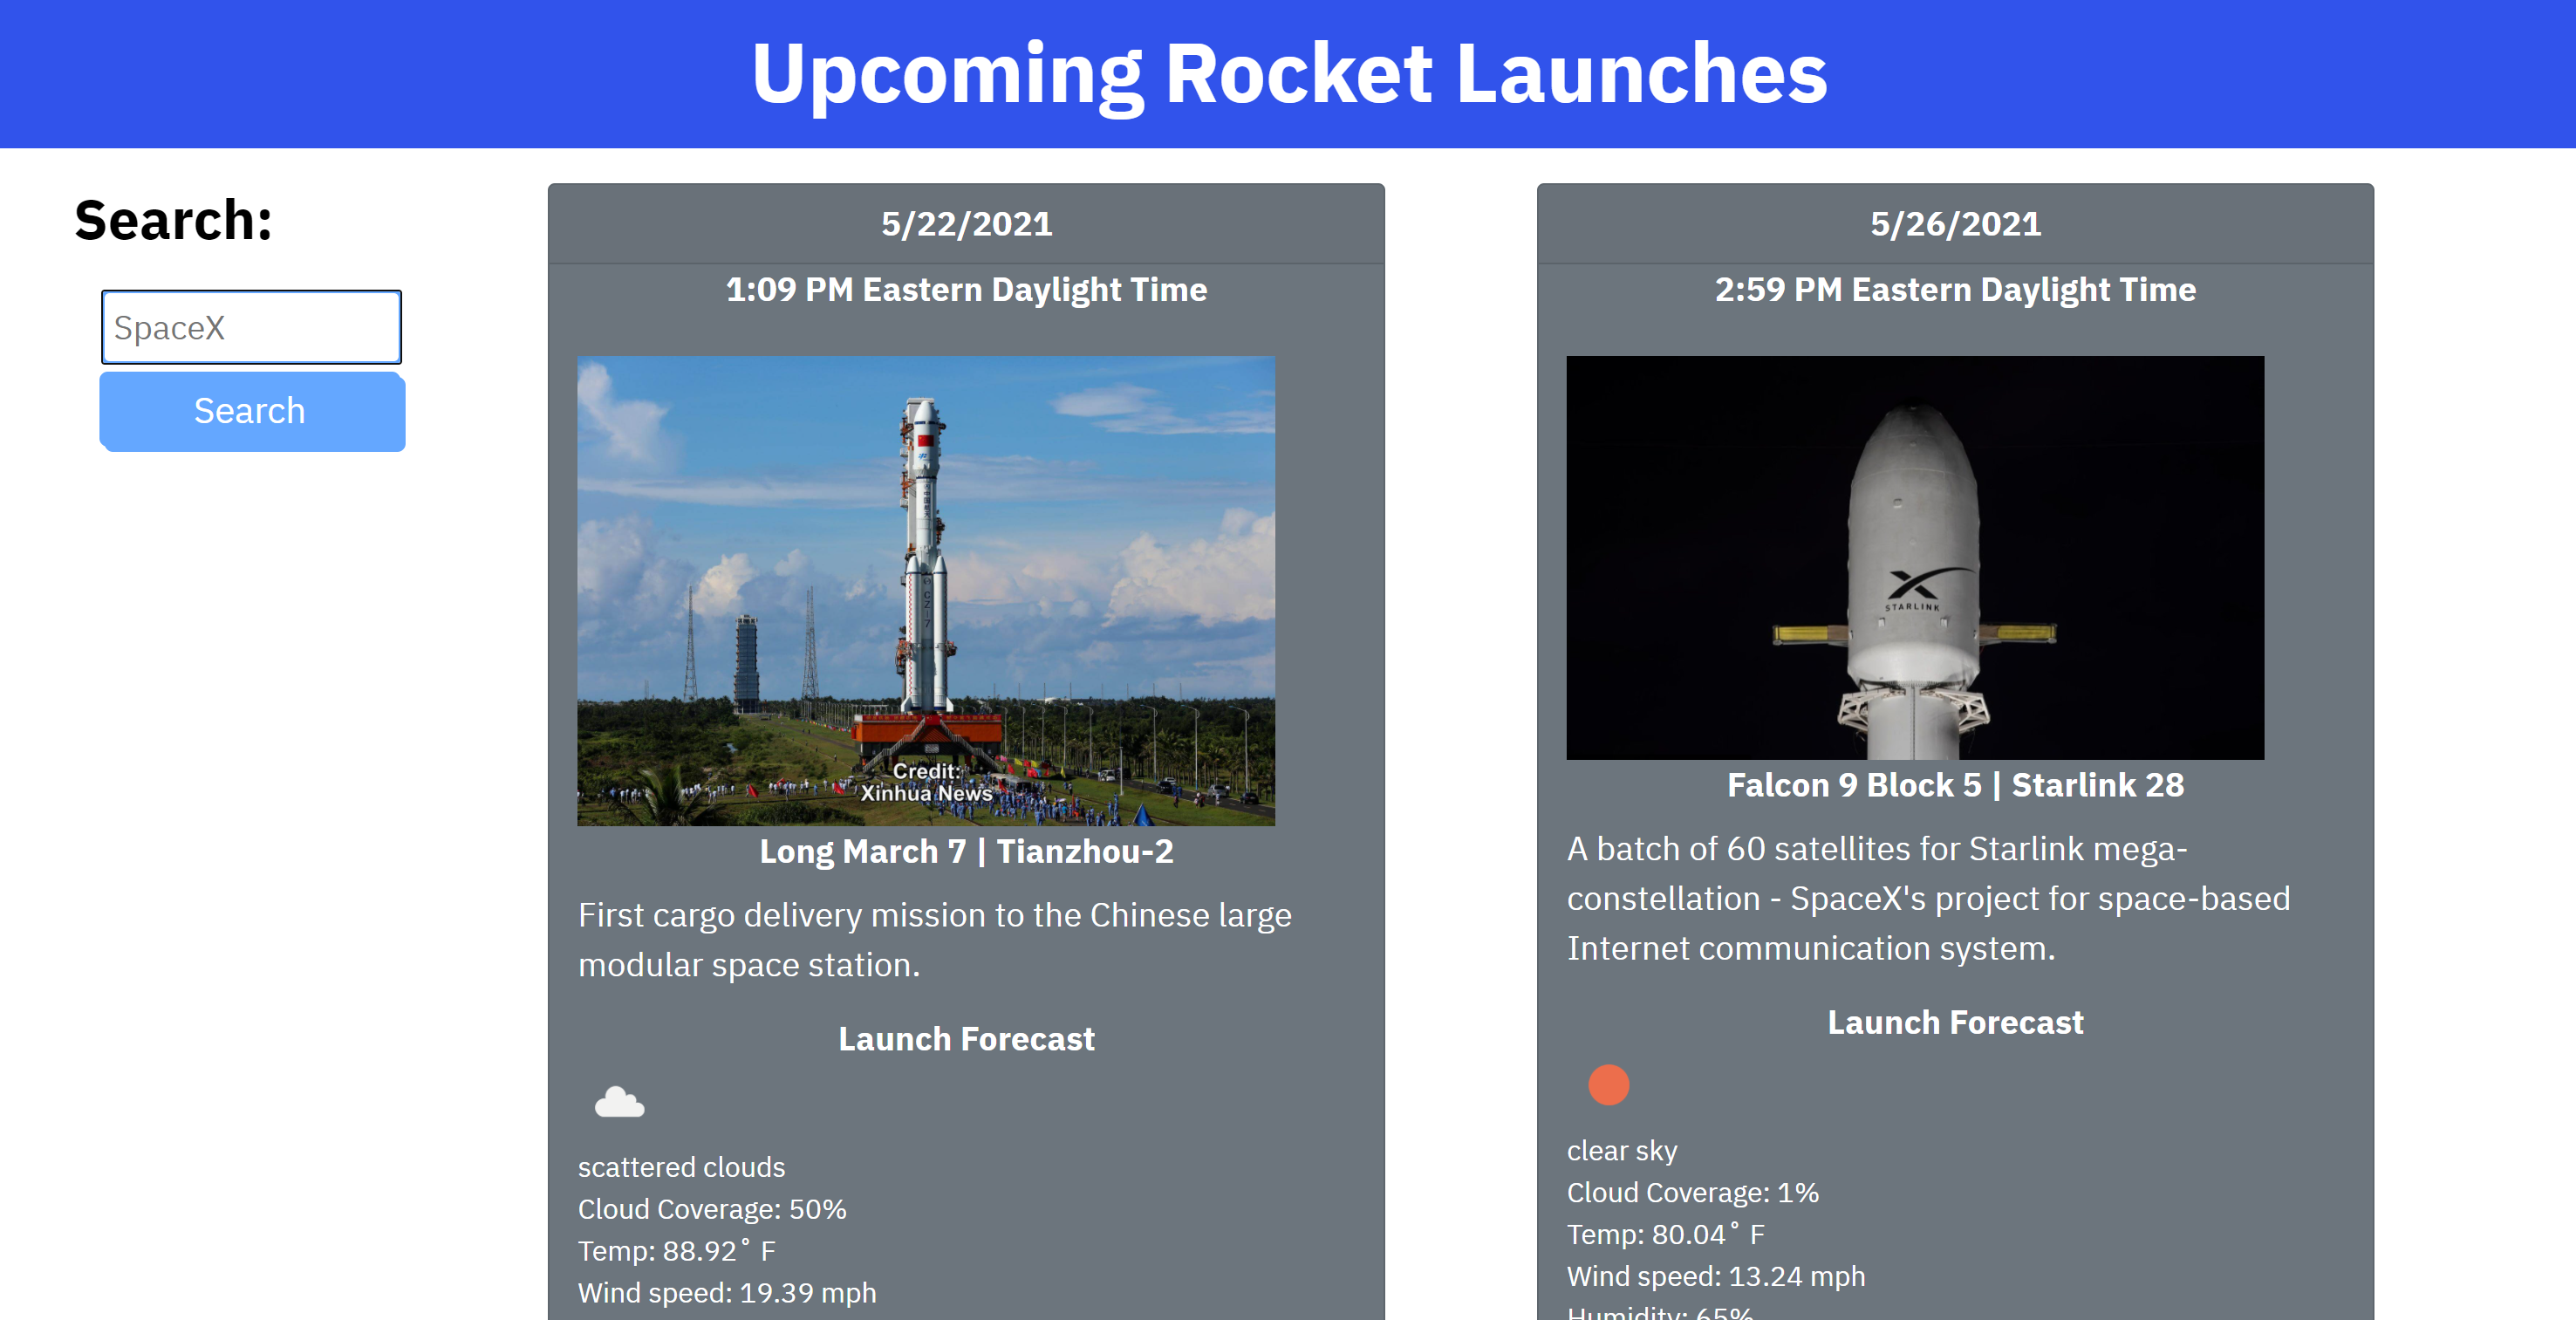 Upcoming Rocket Launches
Search:
SpaceX
Search
5/22/2021
1:09 PM Eastern Daylight Time
CZ-7
Credit:
Xinhua News
Long March 7 | Tianzhou-2
First cargo delivery mission to the Chinese large
modular space station.
Launch Forecast
scattered clouds
Cloud Coverage: 50%
Temp: 88.92˚ F
Wind speed: 19.39 mph
5/26/2021
2:59 PM Eastern Daylight Time
STARLINK
Falcon 9 Block 5 | Starlink 28
A batch of 60 satellites for Starlink mega-
constellation - SpaceX's project for space-based
Internet communication system.
Launch Forecast
clear sky
Cloud Coverage: 1%
Temp: 80.04˚ F
Wind speed: 13.24 mph
Humidity: 65%